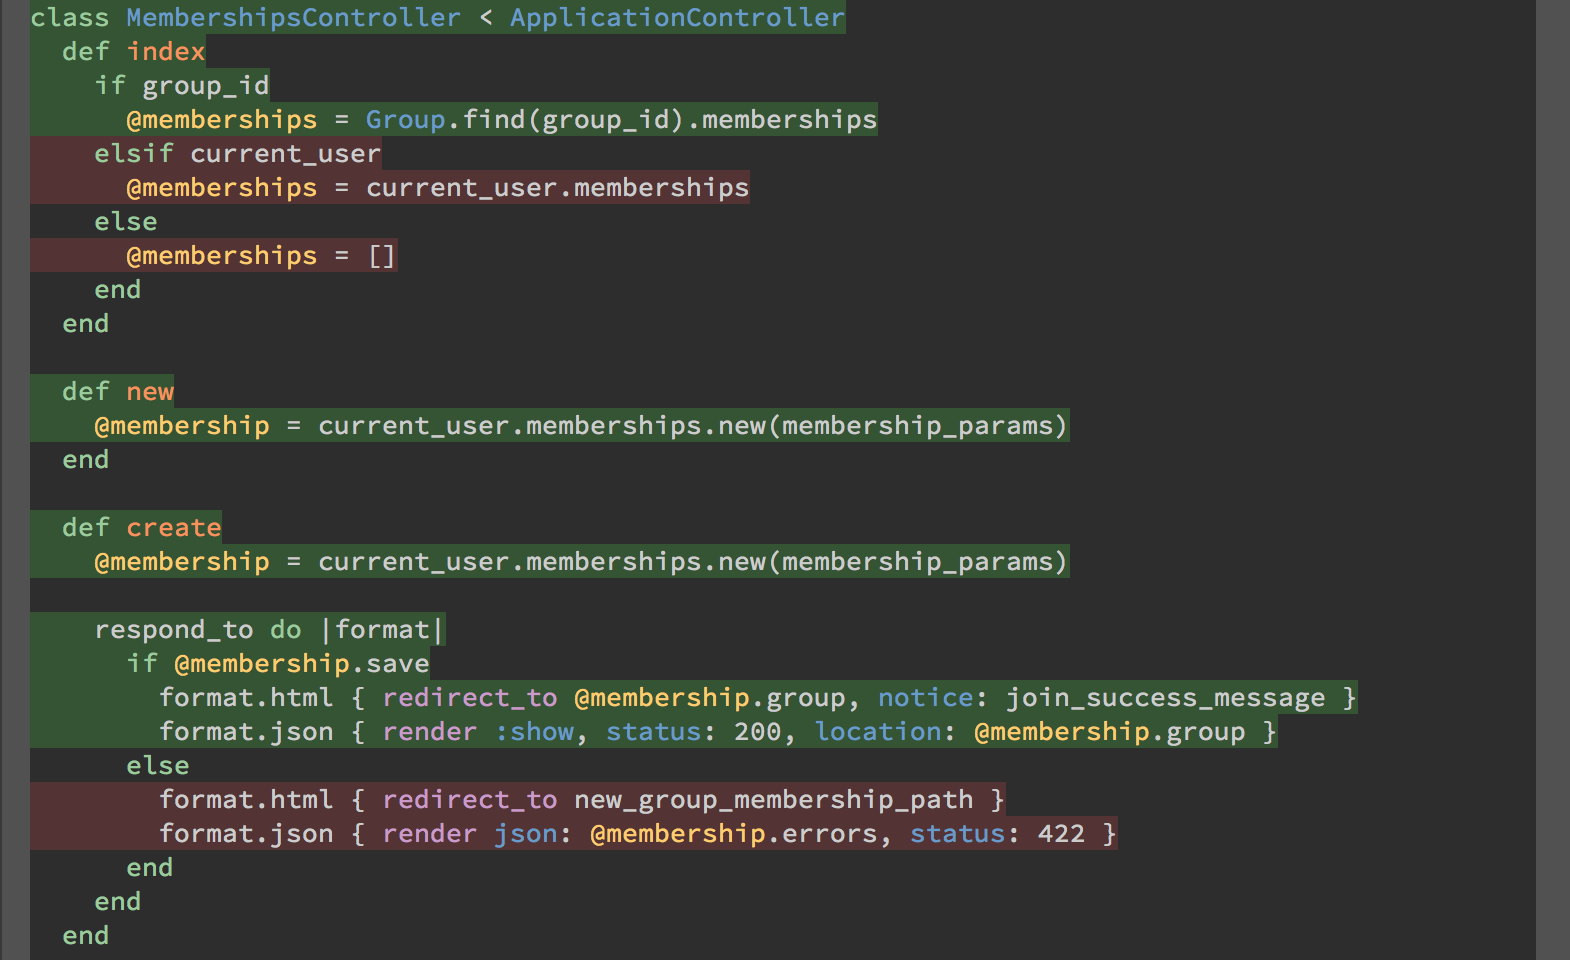 class MembershipsController < ApplicationController
  def index
    if group_id
      @memberships = Group.find(group_id).memberships
    elsif current_user
      @memberships = current_user.memberships
    else
      @memberships = []
    end
  end

  def new
    @membership = current_user.memberships.new(membership_params)
  end

  def create
    @membership = current_user.memberships.new(membership_params)

    respond_to do |format|
      if @membership.save
        format.html { redirect_to @membership.group, notice: join_success_message }
        format.json { render :show, status: 200, location: @membership.group }
      else
        format.html { redirect_to new_group_membership_path }
        format.json { render json: @membership.errors, status: 422 }
      end
    end
  end